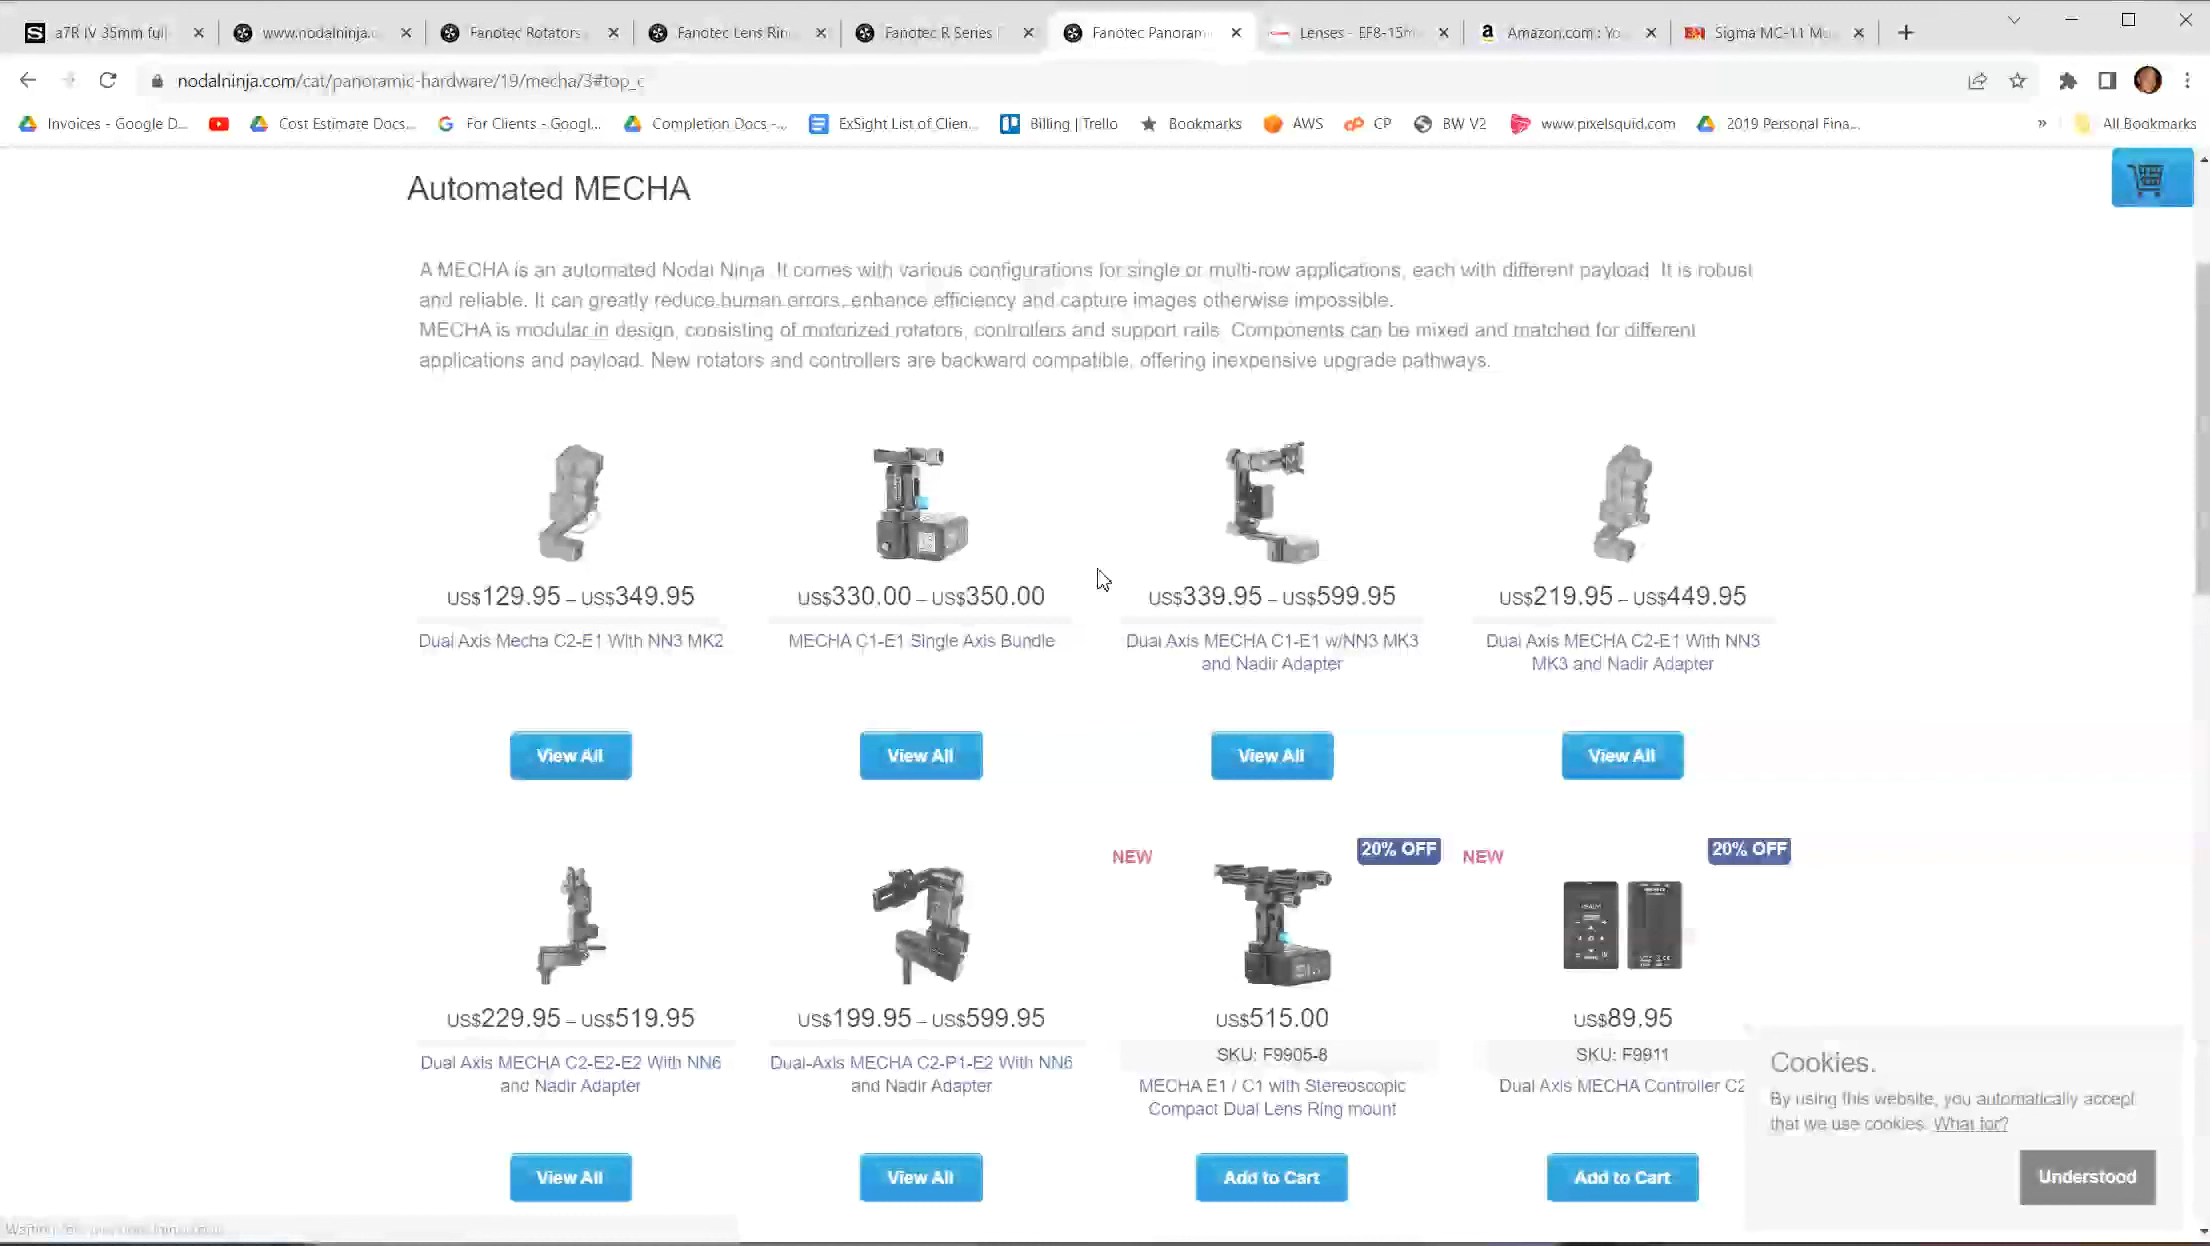 a7R IV 35mm full
www.nodalninja.c
Fanotec Rotators
Fanotec Lens Rin
Fanotec R Series
Fanotec Panoram
Lenses - EF8-15m
Amazon.com : Yo
Sigma MC-11 Mo
nodalninja.com/cat/panoramic-hardware/19/mecha/3#top_c
Invoices - Google D...
Cost Estimate Docs...
For Clients - Googl...
Completion Docs -...
ExSight List of Clien...
Billing | Trello
Bookmarks
AWS
CP
BW V2
www.pixelsquid.com
2019 Personal Fina...
»
All Bookmarks
Automated MECHA
A MECHA is an automated Nodal Ninja. It comes with various configurations for single or multi-row applications, each with different payload. It is robust
and reliable. It can greatly reduce human errors, enhance efficiency and capture images otherwise impossible.
MECHA is modular in design, consisting of motorized rotators, controllers and support rails. Components can be mixed and matched for different
applications and payload. New rotators and controllers are backward compatible, offering inexpensive upgrade pathways.
US$129.95 – US$349.95
US$330.00 – US$350.00
US$339.95 – US$599.95
US$219.95 – US$449.95
Dual Axis Mecha C2-E1 With NN3 MK2
MECHA C1-E1 Single Axis Bundle
Dual Axis MECHA C1-E1 w/NN3 MK3
and Nadir Adapter
Dual Axis MECHA C2-E1 With NN3
MK3 and Nadir Adapter
View All
View All
View All
View All
NEW
20% OFF
NEW
20% OFF
US$229.95 – US$519.95
US$199.95 – US$599.95
US$515.00
US$89.95
SKU: F9905-8
SKU: F9911
Dual Axis MECHA C2-E2-E2 With NN6
and Nadir Adapter
Dual-Axis MECHA C2-P1-E2 With NN6
and Nadir Adapter
MECHA E1 / C1 with Stereoscopic
Compact Dual Lens Ring mount
Dual Axis MECHA Controller C2
View All
View All
Add to Cart
Add to Cart
Cookies.
By using this website, you automatically accept
that we use cookies. What for?
Understood